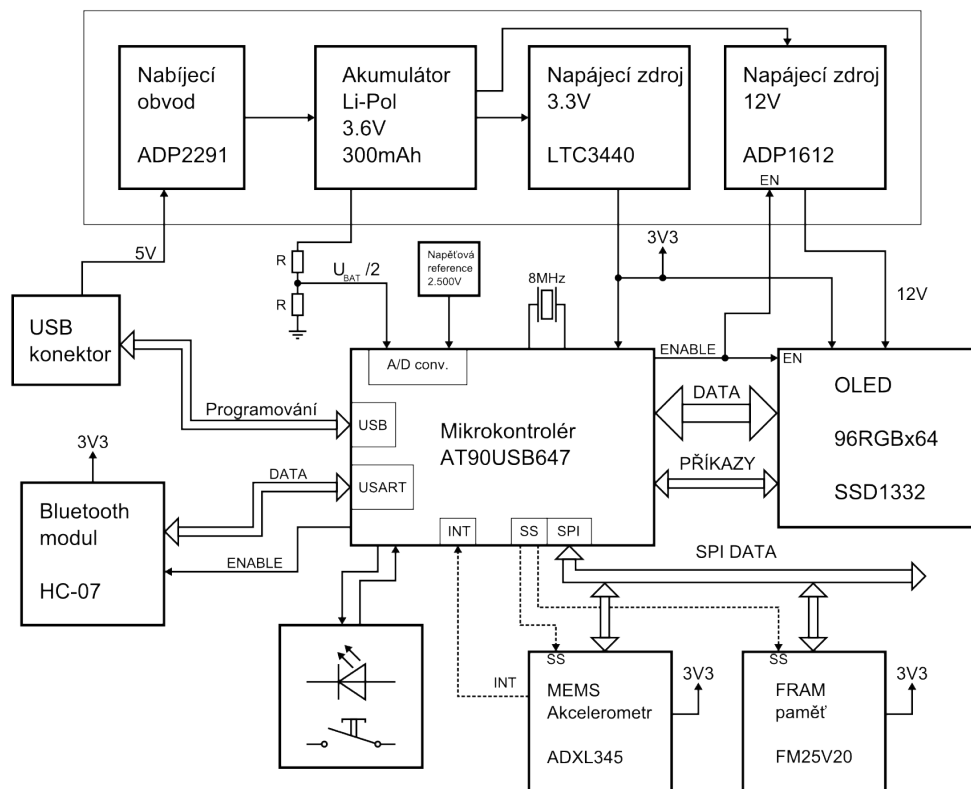 Nabíjecí
obvod
ADP2291
Akumulátor
Li-Pol
3.6V
300mAh
Napájecí zdroj
3.3V
LTC3440
Napájecí zdroj
12V
ADP1612
EN
5V
R
R
U BAT /2
Napěťová
reference
2.500V
8MHz
3V3
12V
USB
konektor
ENABLE
EN
A/D conv.
Programování
USB
DATA
OLED
96RGBx64
SSD1332
Mikrokontrolér
AT90USB647
PŘÍKAZY
3V3
DATA
USART
Bluetooth
modul
HC-07
ENABLE
INT
SS
SPI
SPI DATA
INT
SS
MEMS
Akcelerometr
ADXL345
3V3
SS
FRAM
paměť
FM25V20
3V3